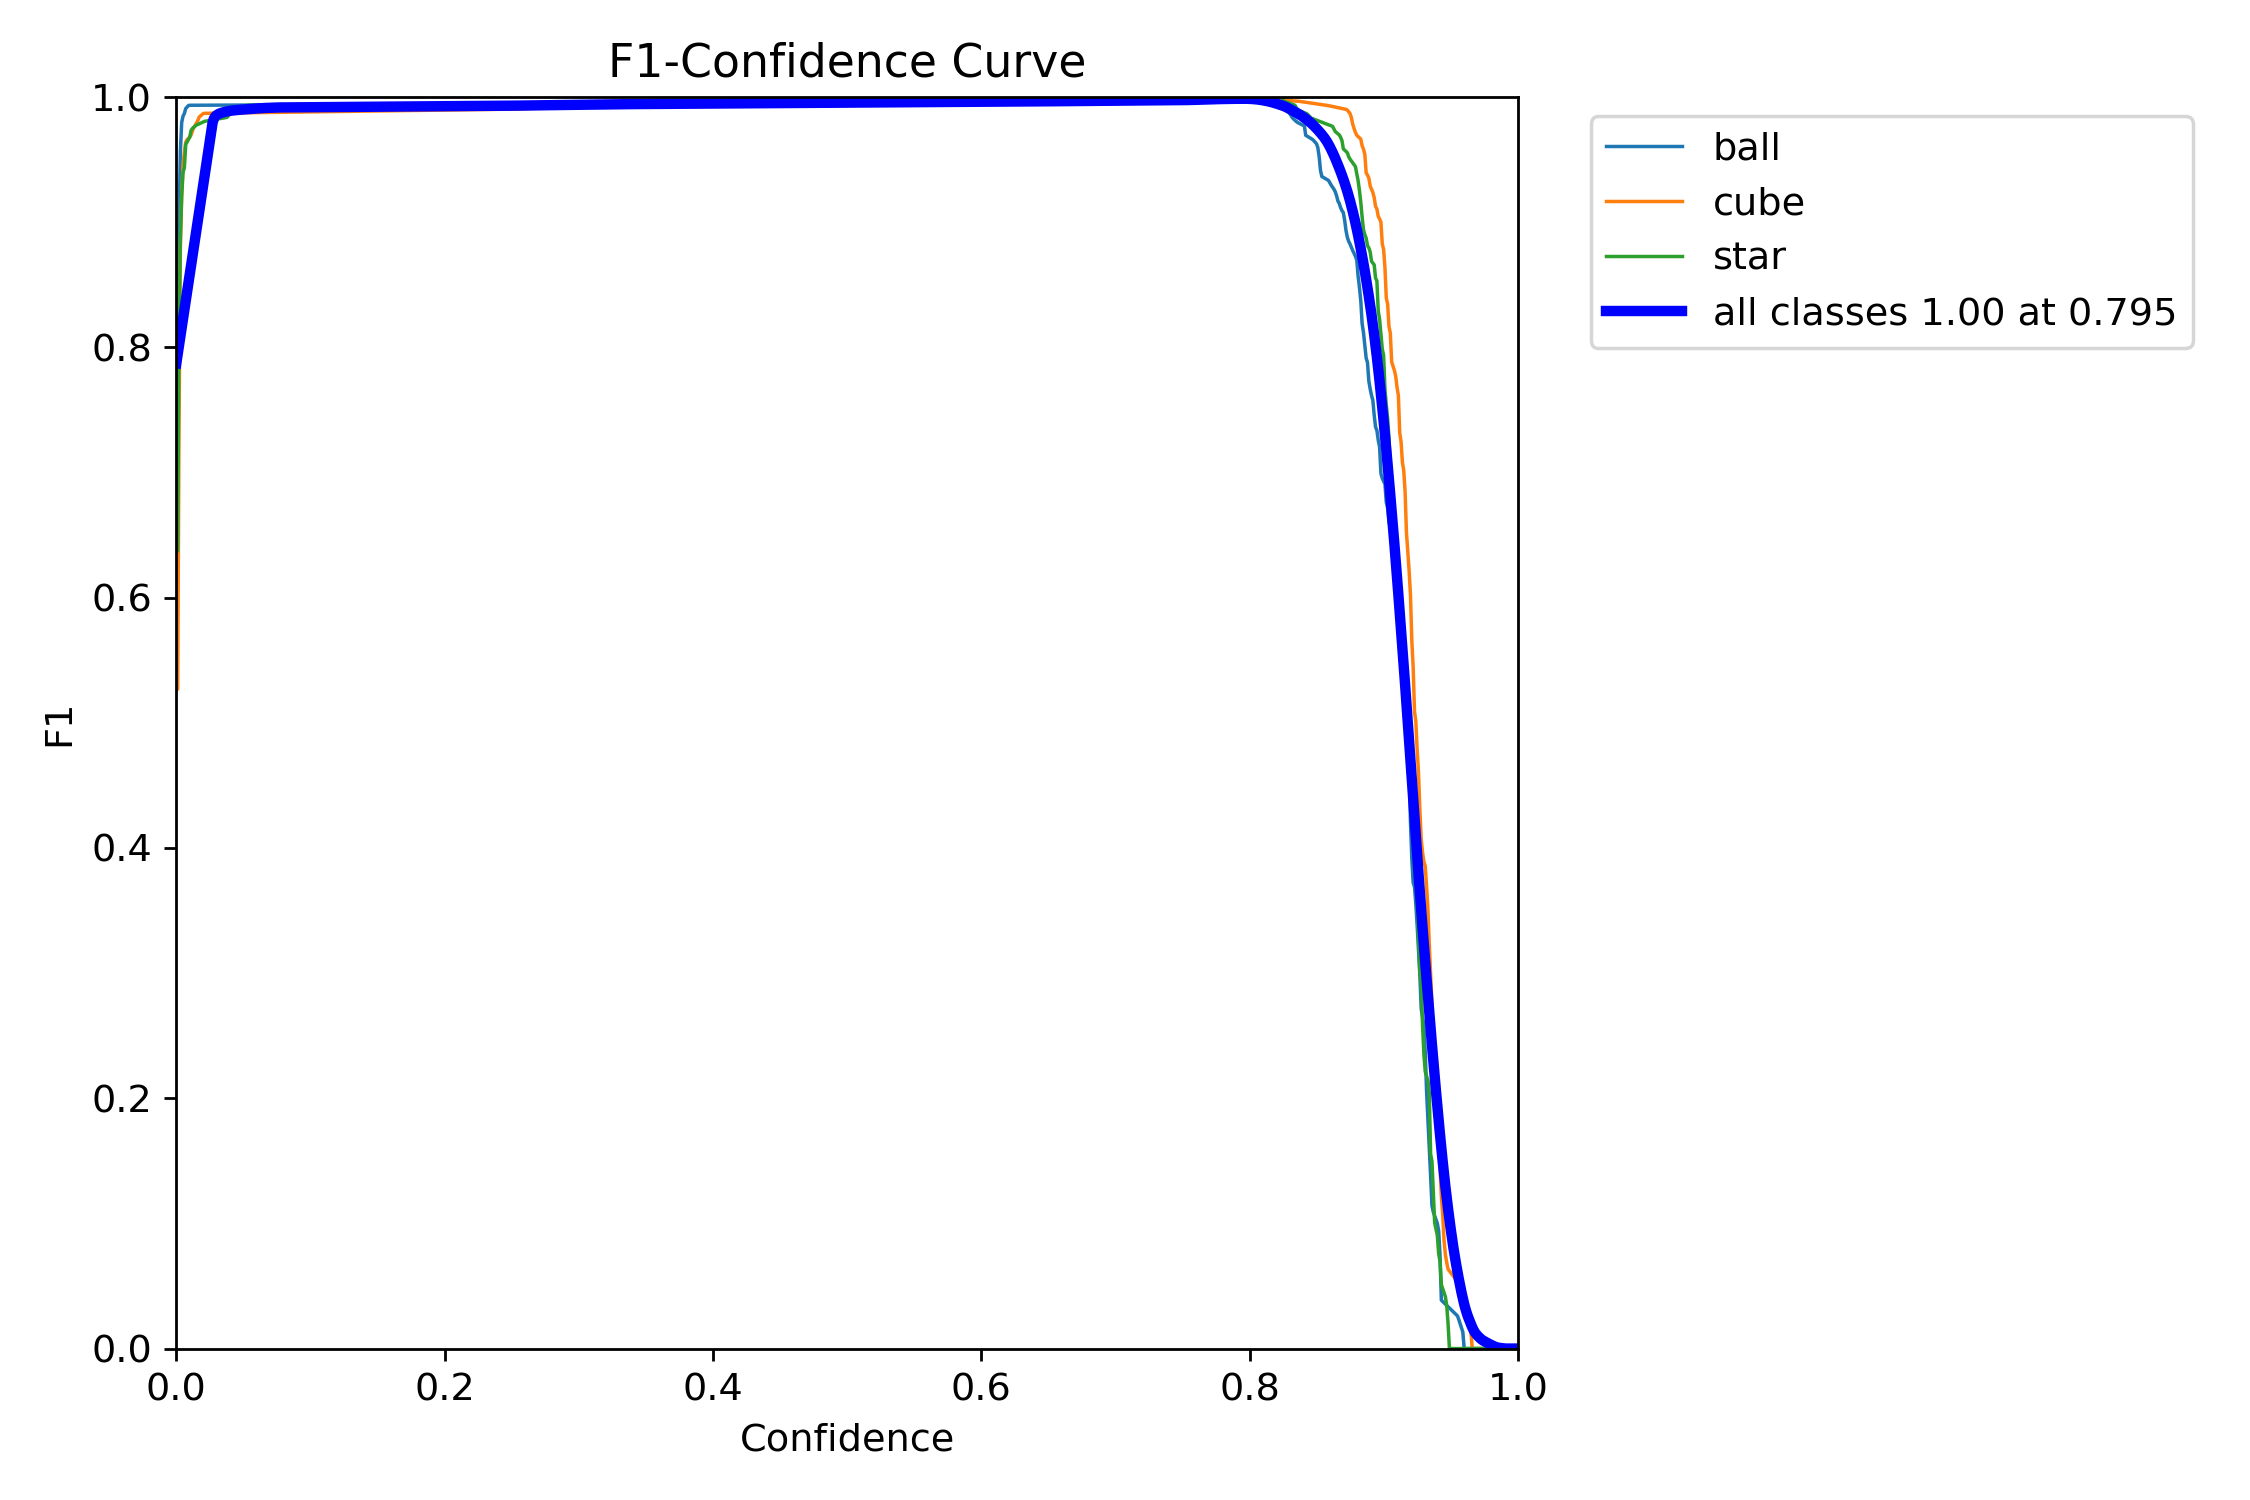 F1-Confidence Curve
1.0
0.8
0.6
0.4
0.2
0.0
F1
0.0 0.2 0.4 0.6 0.8 1.0
Confidence
ball
cube
star
all classes 1.00 at 0.795